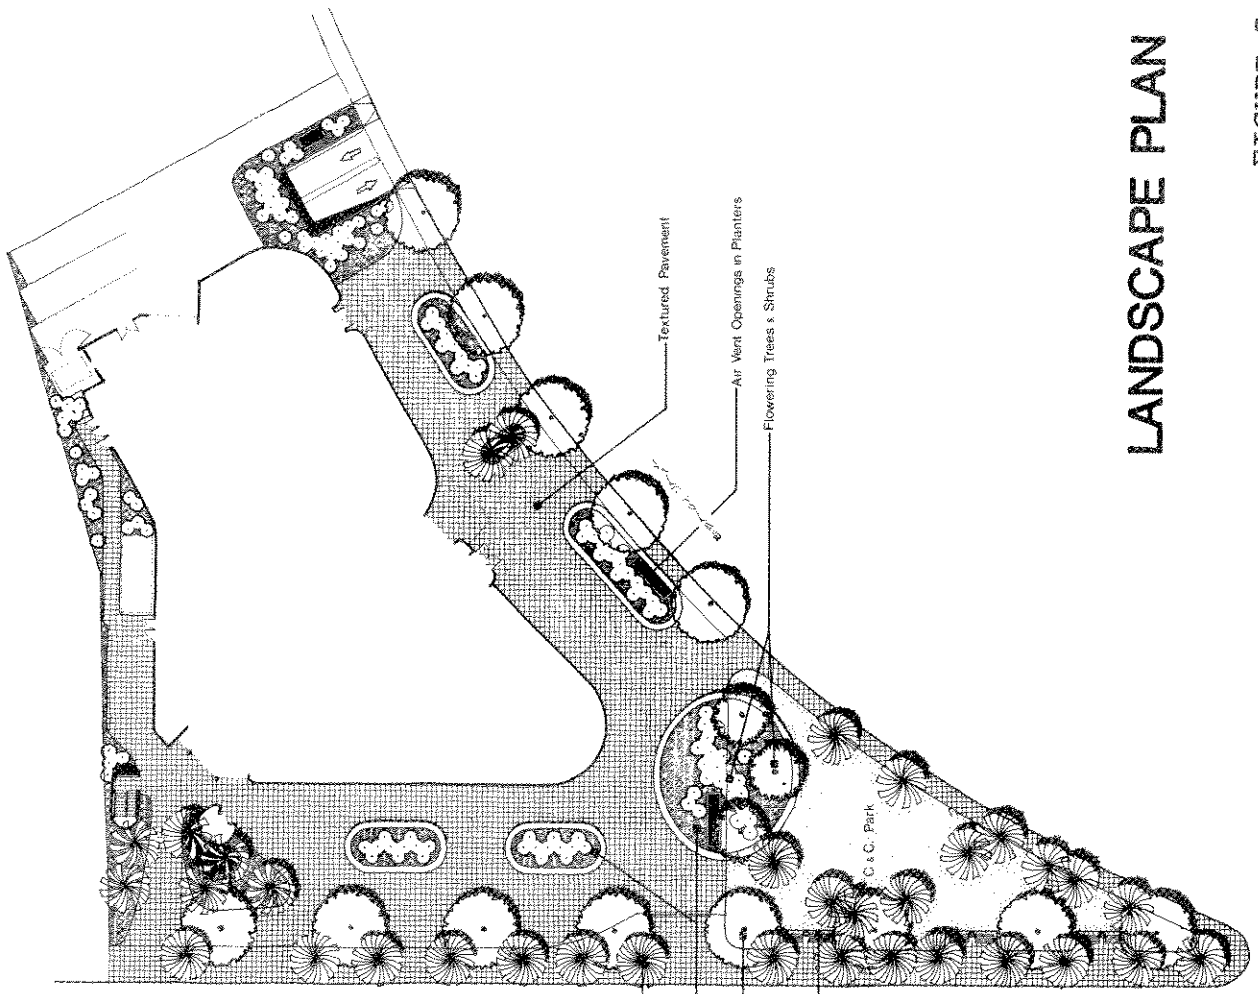 LANDSCAPE PLAN
Textured Pavement
Air Vent Openings in Planters
Flowering Trees & Shrubs
C. & C. Park